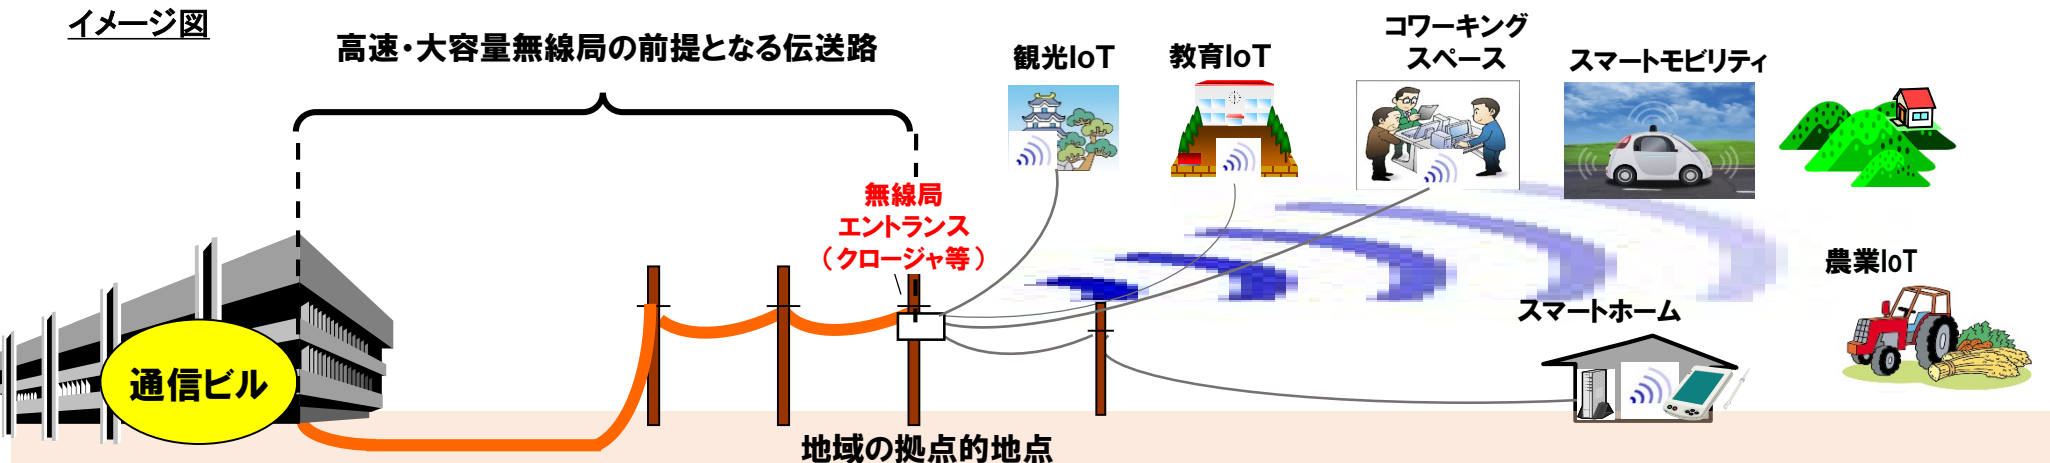 イメージ図
高速・大容量無線局の前提となる伝送路
観光IoT
教育IoT
コワーキング
スペース
スマートモビリティ
無線局
エントランス
（クロージャ等）
農業IoT
スマートホーム
通信ビル
地域の拠点的地点